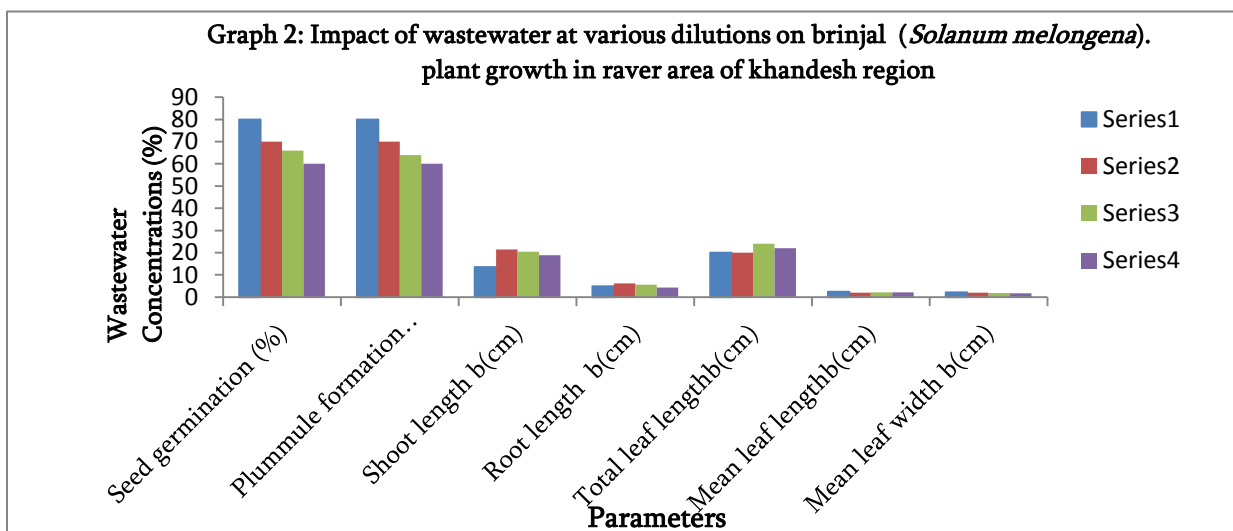 Graph 2: Impact of wastewater at various dilutions on brinjal (Solanum melongena).
plant growth in raver area of khandesh region
Wastewater
Concentrations (%)
90
80
70
60
50
40
30
20
10
0
Seed germination (%)
Plummule formation..
Shoot length b(cm)
Root length b(cm)
Total leaf lengthb(cm)
Mean leaf lengthb(cm)
Mean leaf width b(cm)
Parameters
Series1
Series2
Series3
Series4